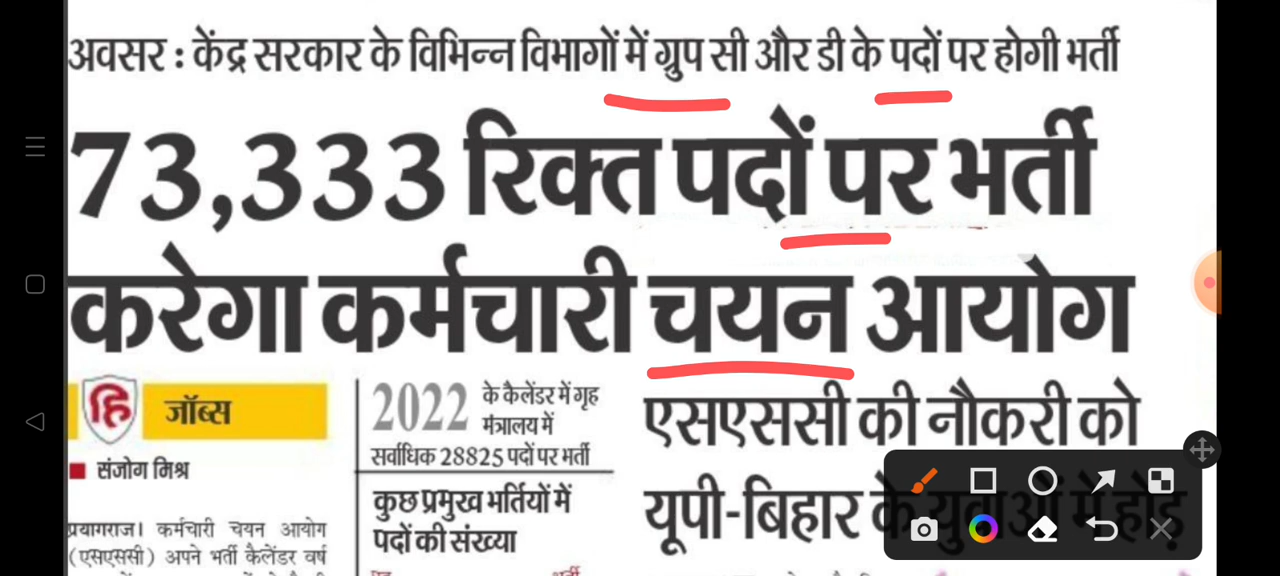 अवसर : केंद्र सरकार के विभिन्न विभागों में ग्रुप सी और डी के पदों पर होगी भर्ती
73,333 रिक्त पदों पर भर्ती
करेगा कर्मचारी चयन आयोग
हि जॉब्स
संजोग मिश्र
प्रयागराज। कर्मचारी चयन आयोग
(एसएससी) अपने भर्ती कैलेंडर वर्ष
2022 के कैलेंडर में गृह
मंत्रालय में
सर्वाधिक 28825 पदों पर भर्ती
कुछ प्रमुख भर्तियों में
पदों की संख्या
एसएससी की नौकरी को
यूपी-बिहार के युवाओं में होड़